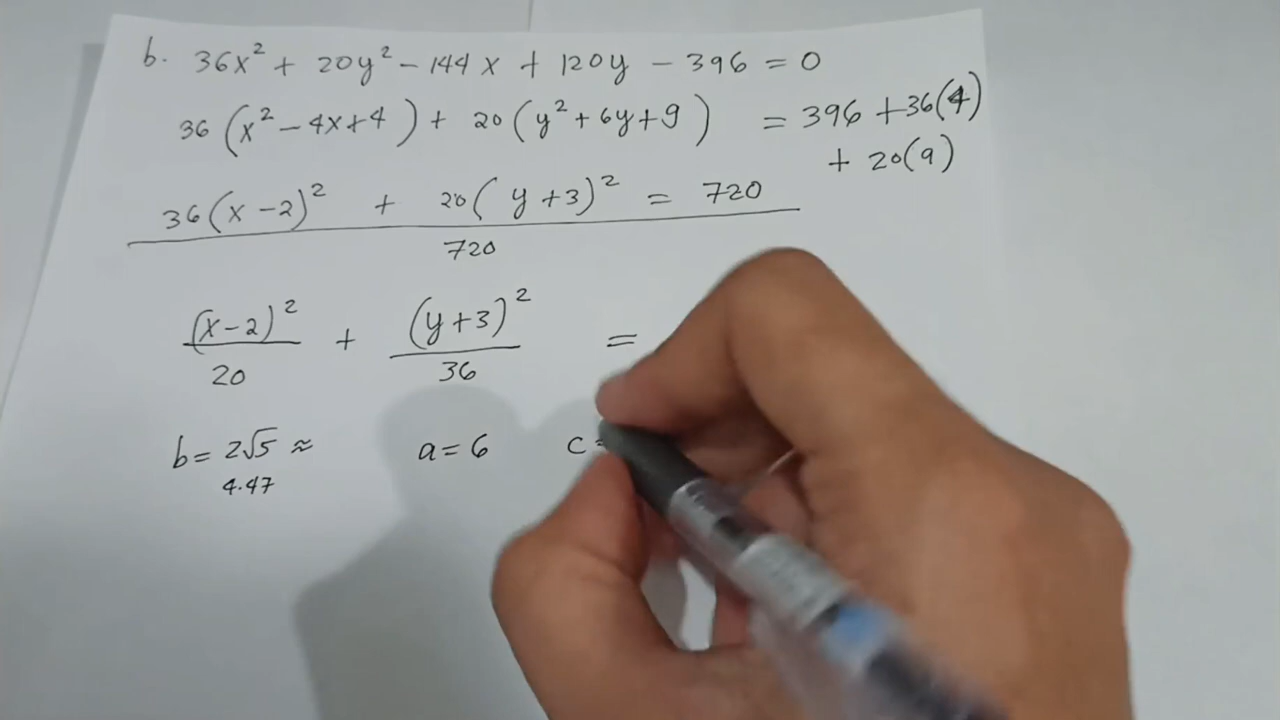 b. 36x² + 20y² - 144x + 120y - 396 = 0
36(x² - 4x+4) + 20(y² + 6y+9) = 396 + 36(4)
+ 20(9)
36(x-2)² + 20(y+3)² = 720
720
(x-2)² + (y+3)² =
20 36
b = 2√5 ≈ a = 6 c =
4.47